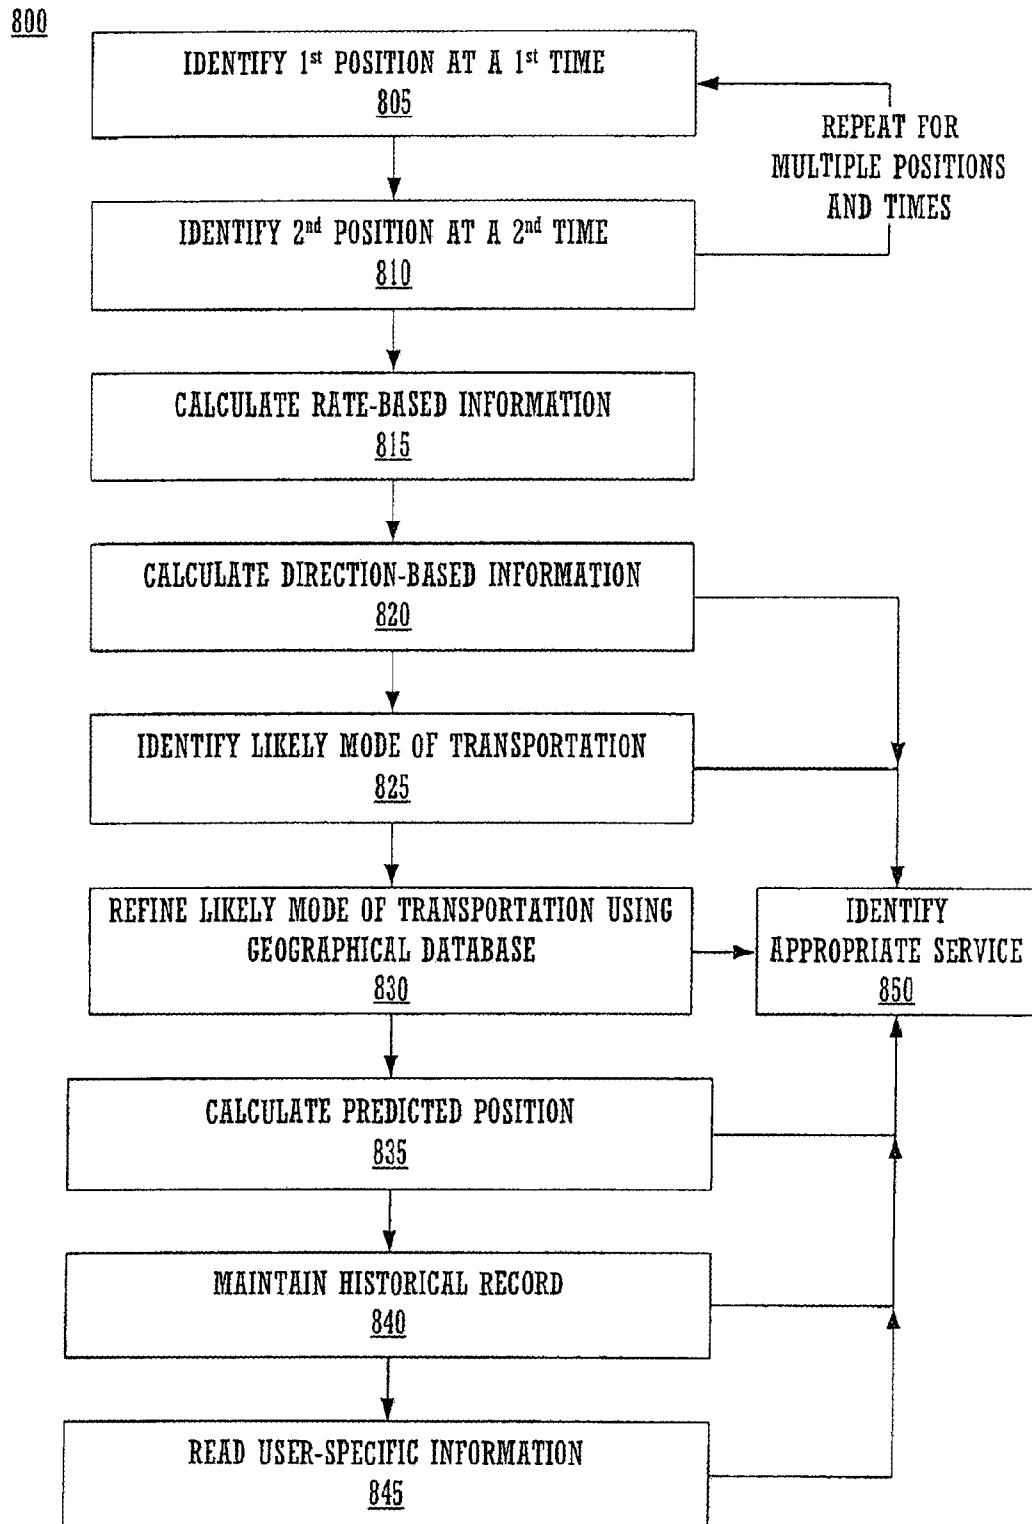 800
IDENTIFY 1st POSITION AT A 1st TIME
805
REPEAT FOR
MULTIPLE POSITIONS
AND TIMES
IDENTIFY 2nd POSITION AT A 2nd TIME
810
CALCULATE RATE-BASED INFORMATION
815
CALCULATE DIRECTION-BASED INFORMATION
820
IDENTIFY LIKELY MODE OF TRANSPORTATION
825
REFINE LIKELY MODE OF TRANSPORTATION USING
GEOGRAPHICAL DATABASE
830
IDENTIFY
APPROPRIATE SERVICE
850
CALCULATE PREDICTED POSITION
835
MAINTAIN HISTORICAL RECORD
840
READ USER-SPECIFIC INFORMATION
845